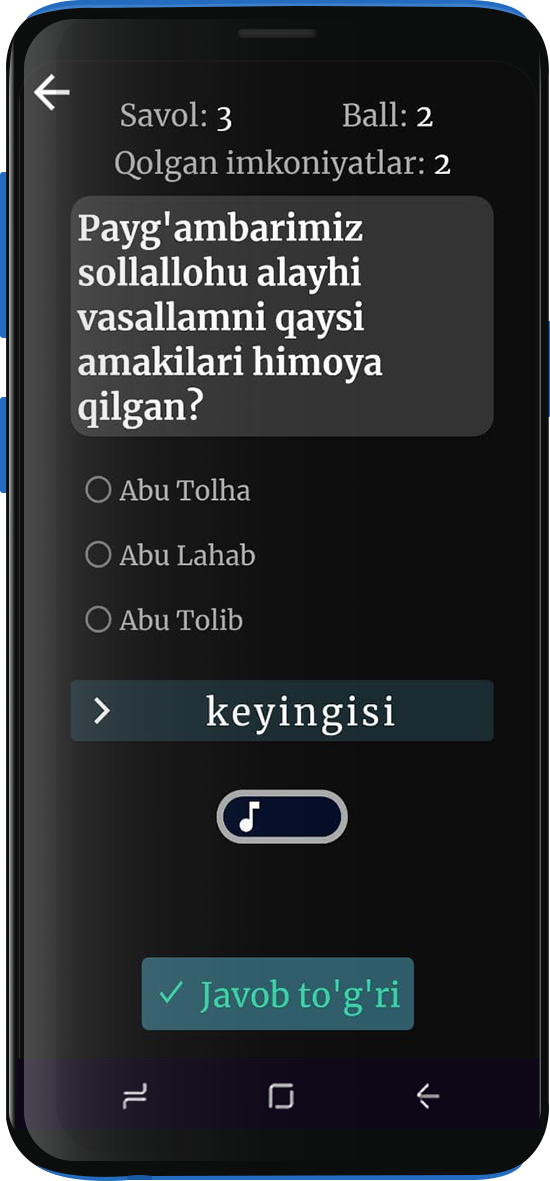 Savol: 3 Ball: 2
Qolgan imkoniyatlar: 2
Payg'ambarimiz
sollallohu alayhi
vasallamni qaysi
amakilari himoya
qilgan?
Abu Tolha
Abu Lahab
Abu Tolib
keyingisi
Javob to'g'ri